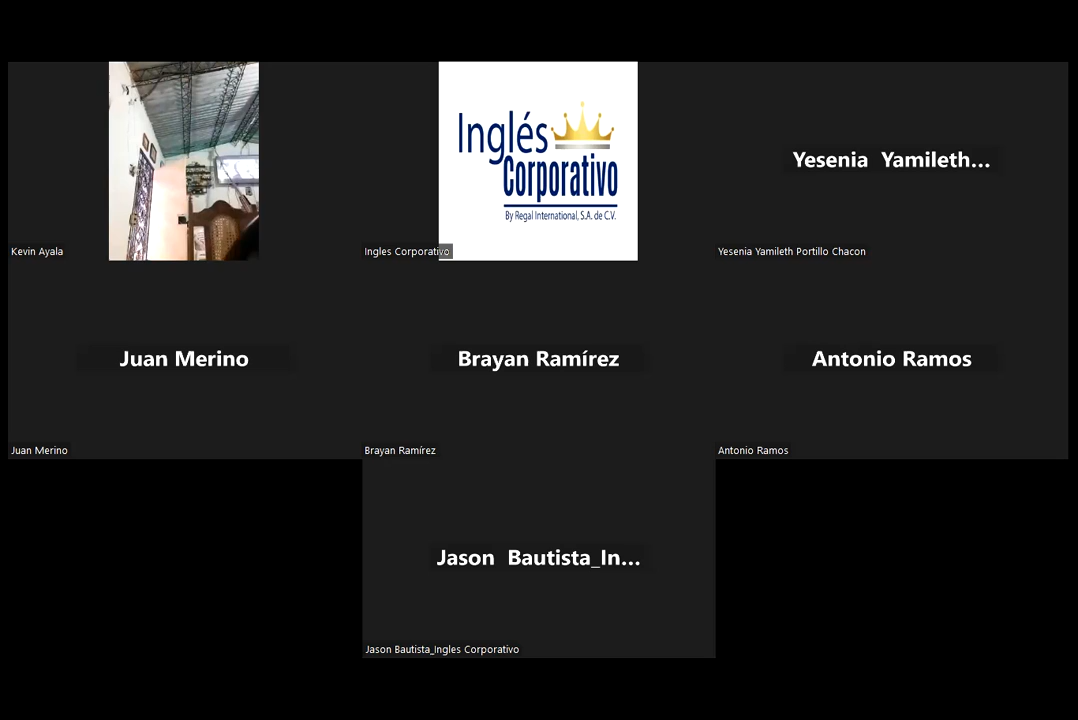 Inglés
Corporativo
By Regal International, S.A. de C.V.
Yesenia Yamileth...
Kevin Ayala
Ingles Corporativo
Yesenia Yamileth Portillo Chacon
Juan Merino
Brayan Ramírez
Antonio Ramos
Juan Merino
Brayan Ramírez
Antonio Ramos
Jason Bautista_In...
Jason Bautista_Ingles Corporativo